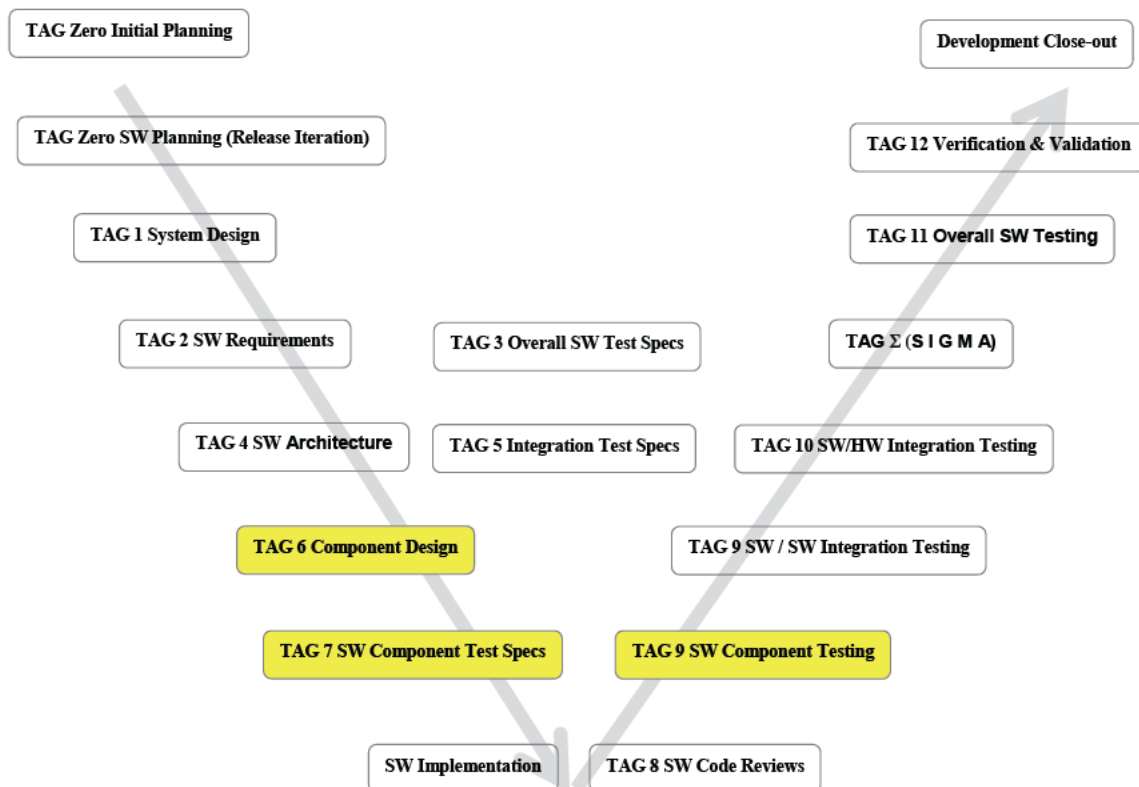 TAG Zero Initial Planning
Development Close-out
TAG Zero SW Planning (Release Iteration)
TAG 12 Verification & Validation
TAG 1 System Design
TAG 11 Overall SW Testing
TAG 2 SW Requirements
TAG 3 Overall SW Test Specs
TAG Σ (S I G M A)
TAG 4 SW Architecture
TAG 5 Integration Test Specs
TAG 10 SW/HW Integration Testing
TAG 6 Component Design
TAG 9 SW / SW Integration Testing
TAG 7 SW Component Test Specs
TAG 9 SW Component Testing
SW Implementation
TAG 8 SW Code Reviews